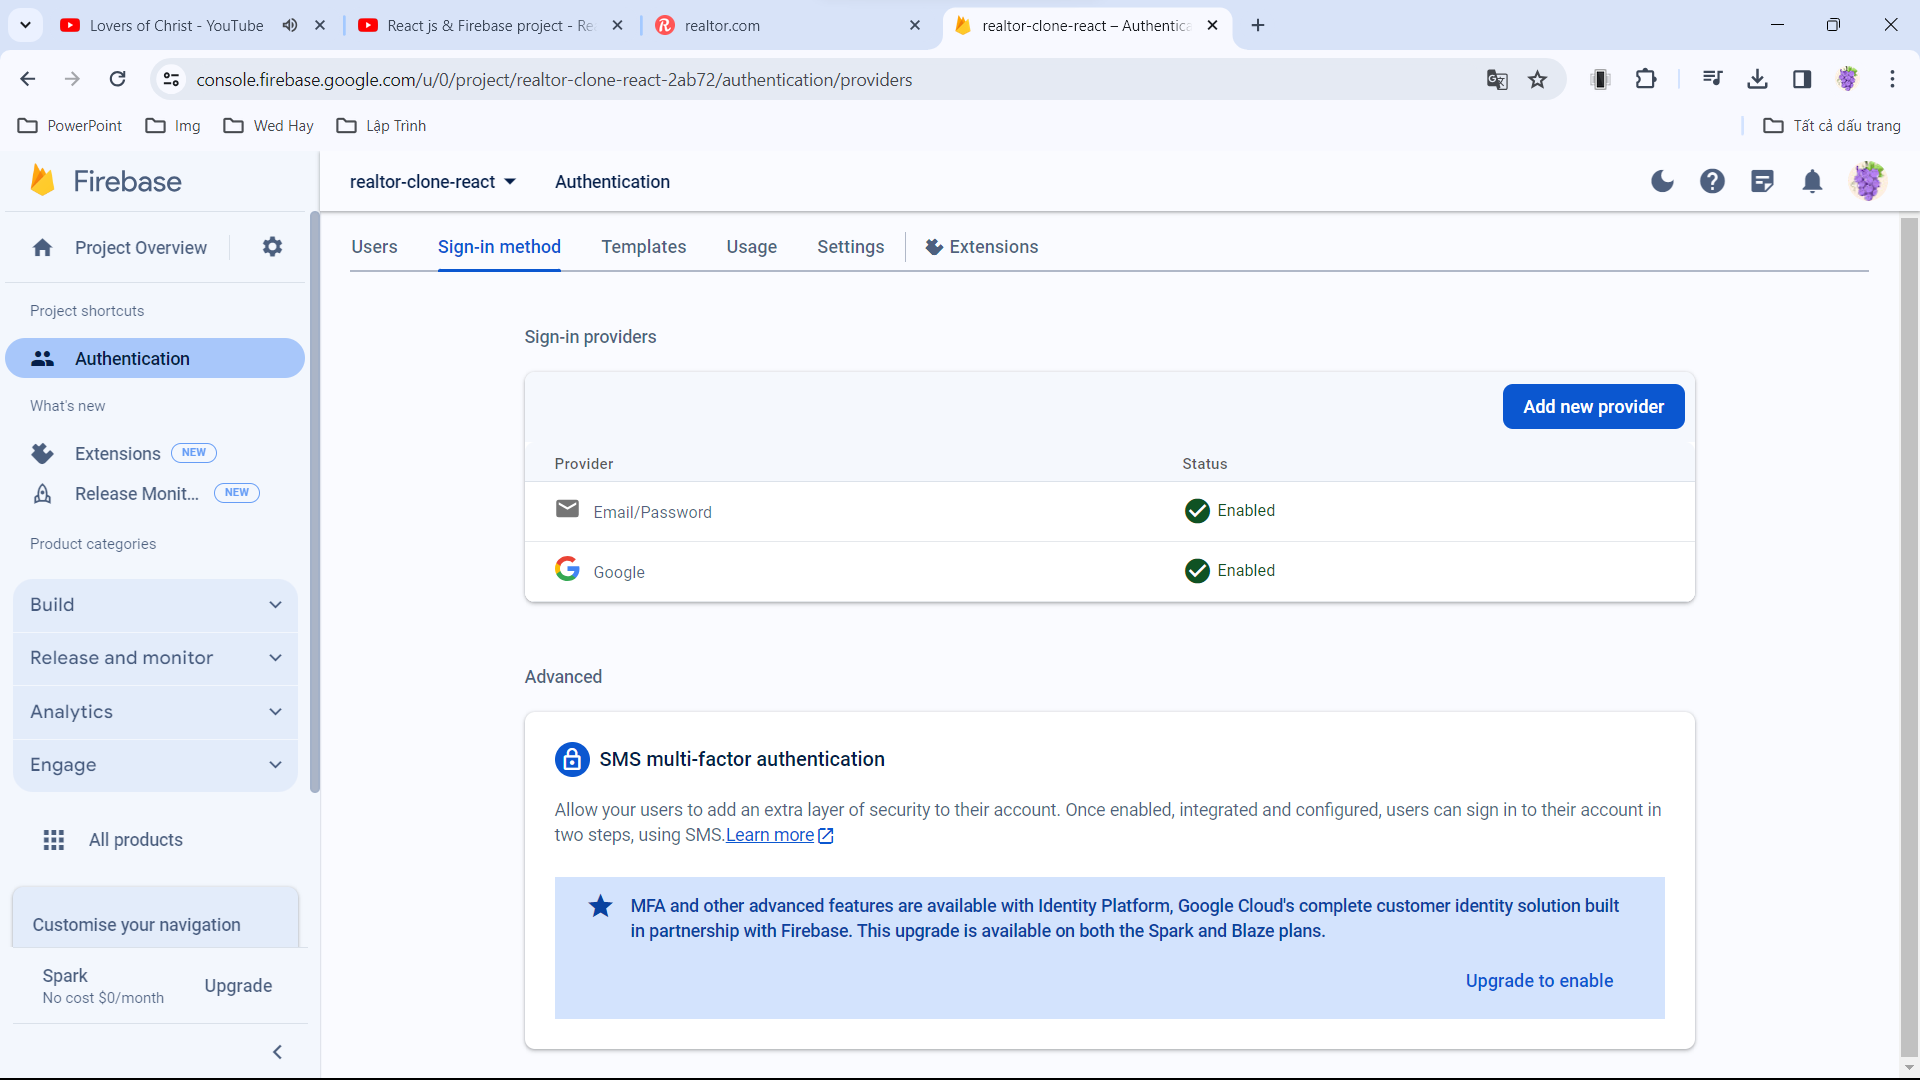 Lovers of Christ - YouTube
React js & Firebase project - Re
realtor.com
realtor-clone-react – Authentica
console.firebase.google.com/u/0/project/realtor-clone-react-2ab72/authentication/providers
PowerPoint
Img
Wed Hay
Lập Trình
Tất cả dấu trang
Firebase
realtor-clone-react
Authentication
Project Overview
Users
Sign-in method
Templates
Usage
Settings
Extensions
Project shortcuts
Authentication
What's new
Extensions NEW
Release Monit... NEW
Product categories
Build
Release and monitor
Analytics
Engage
All products
Customise your navigation
Spark
No cost $0/month
Upgrade
Sign-in providers
Add new provider
Provider
Status
Email/Password
Enabled
Google
Enabled
Advanced
SMS multi-factor authentication
Allow your users to add an extra layer of security to their account. Once enabled, integrated and configured, users can sign in to their account in
two steps, using SMS.Learn more
MFA and other advanced features are available with Identity Platform, Google Cloud's complete customer identity solution built
in partnership with Firebase. This upgrade is available on both the Spark and Blaze plans.
Upgrade to enable